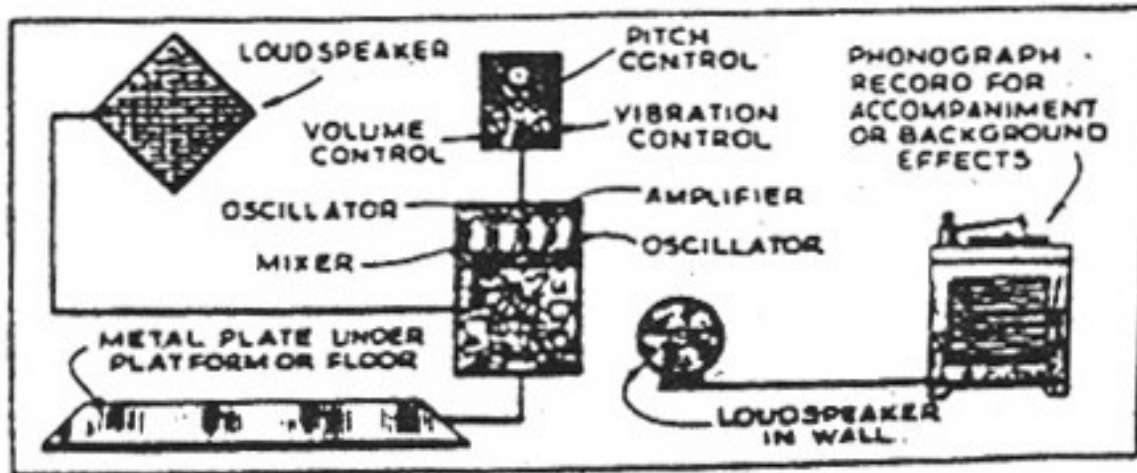 LOUDSPEAKER
PITCH
CONTROL
VOLUME
CONTROL
VIBRATION
CONTROL
PHONOGRAPH
RECORD FOR
ACCOMPANIMENT
OR BACKGROUND
EFFECTS
OSCILLATOR
AMPLIFIER
MIXER
OSCILLATOR
METAL PLATE UNDER
PLATFORM OR FLOOR
LOUDSPEAKER
IN WALL.